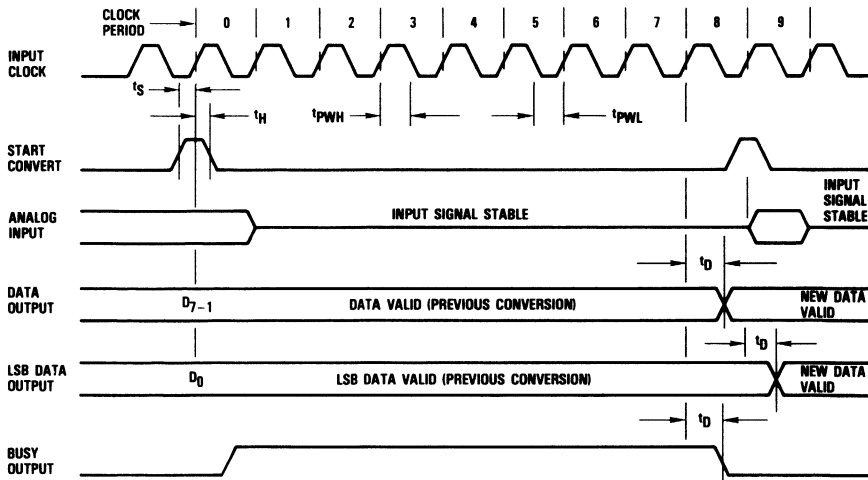 CLOCK
PERIOD
0 1 2 3 4 5 6 7 8 9
INPUT
CLOCK
tS
tH
tPWH
tPWL
START
CONVERT
ANALOG
INPUT
INPUT SIGNAL STABLE
INPUT
SIGNAL
STABLE
tD
DATA
OUTPUT
D7-1
DATA VALID (PREVIOUS CONVERSION)
NEW DATA
VALID
tD
LSB DATA
OUTPUT
D0
LSB DATA VALID (PREVIOUS CONVERSION)
NEW DATA
VALID
tD
BUSY
OUTPUT